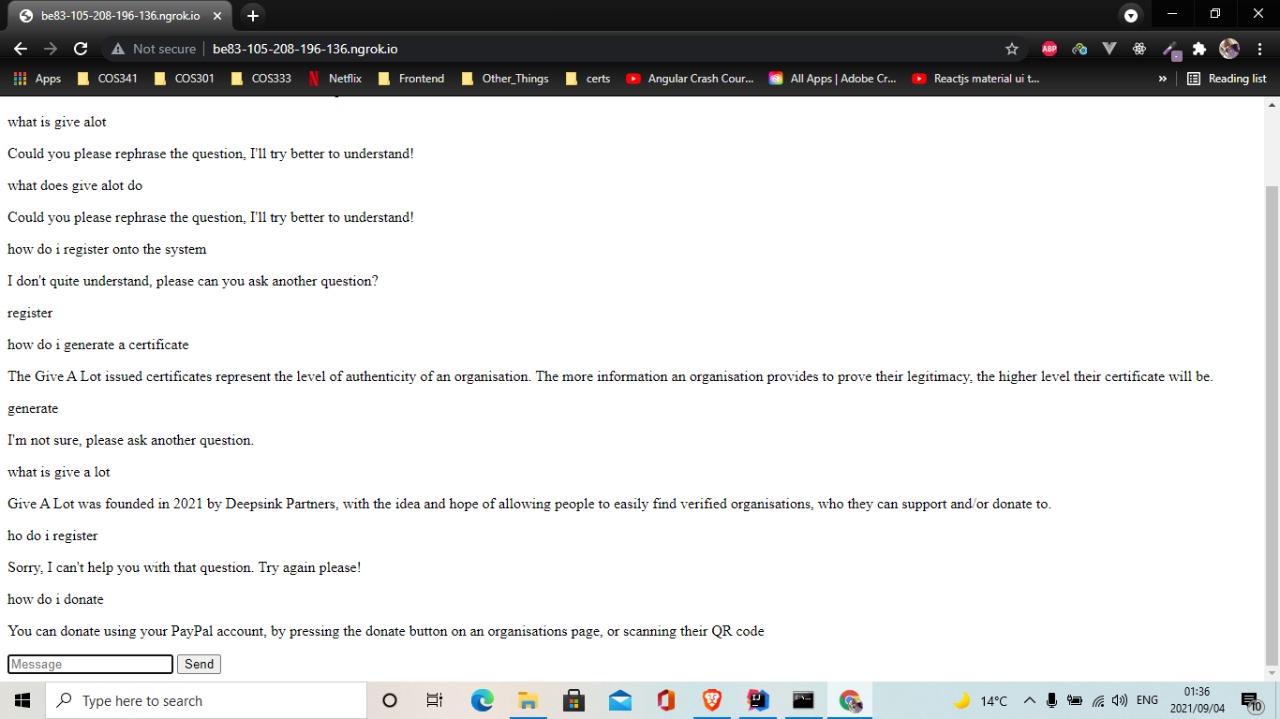 be83-105-208-196-136.ngrok.io
Not secure be83-105-208-196-136.ngrok.io ABP
Apps COS341 COS301 COS333 Netflix Frontend Other_Things certs Angular Crash Cour... All Apps | Adobe Cr... Reactjs material ui t... » Reading list
what is give alot
Could you please rephrase the question, I'll try better to understand!
what does give alot do
Could you please rephrase the question, I'll try better to understand!
how do i register onto the system
I don't quite understand, please can you ask another question?
register
how do i generate a certificate
The Give A Lot issued certificates represent the level of authenticity of an organisation. The more information an organisation provides to prove their legitimacy, the higher level their certificate will be.
generate
I'm not sure, please ask another question.
what is give a lot
Give A Lot was founded in 2021 by Deepsink Partners, with the idea and hope of allowing people to easily find verified organisations, who they can support and/or donate to.
ho do i register
Sorry, I can't help you with that question. Try again please!
how do i donate
You can donate using your PayPal account, by pressing the donate button on an organisations page, or scanning their QR code
Message Send
Type here to search 14°C ENG 01:36
2021/09/04 10